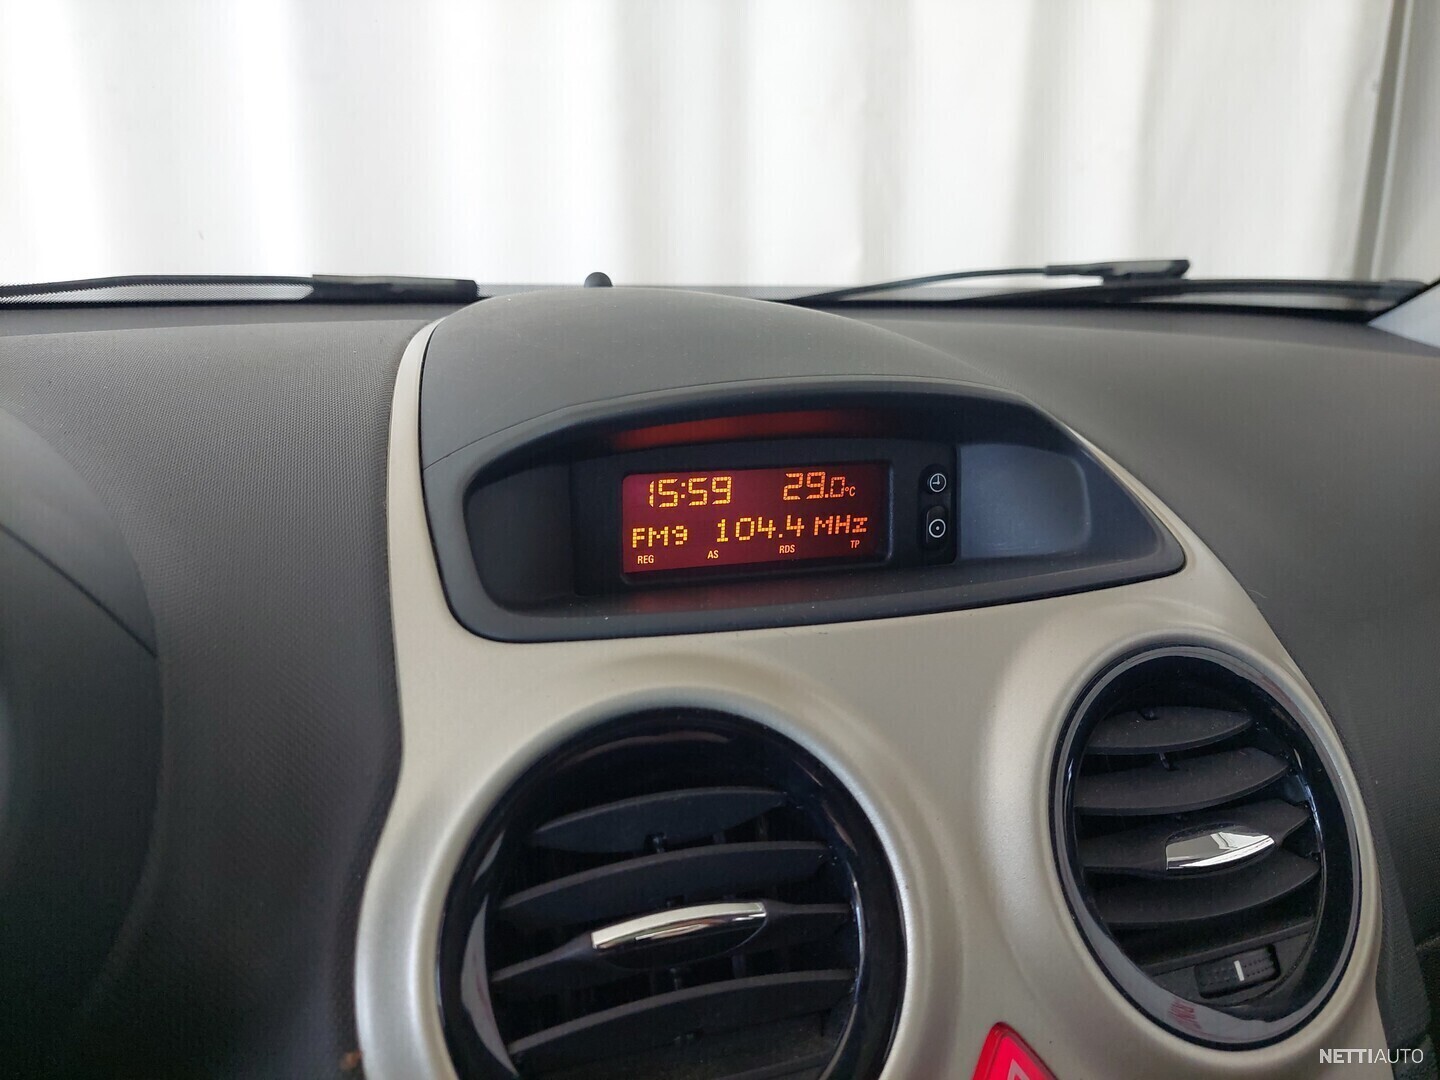 15:59 29.0°C
FM9 104.4 MHz
REG AS RDS TP
NETTIAUTO